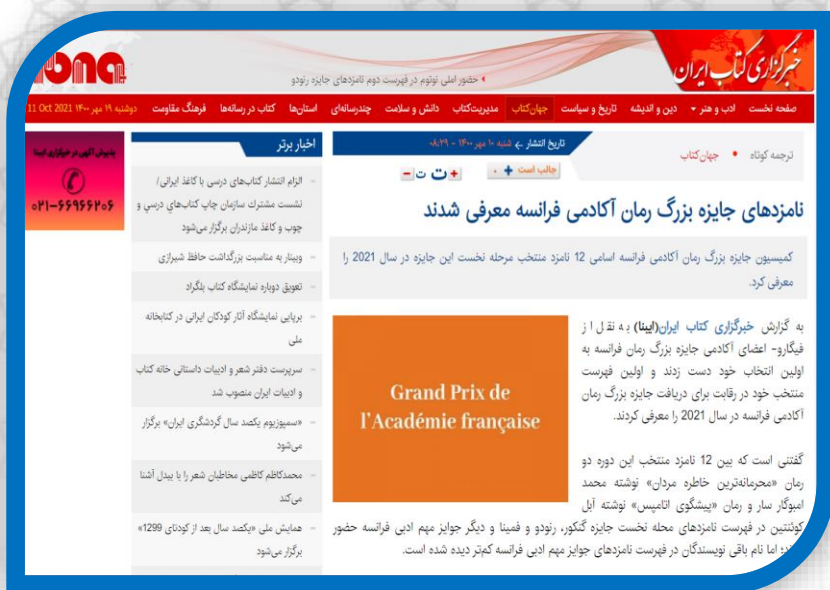 خبرگزاری کتاب ایران
حضور املی نوتوم در فهرست دوم نامزدهای جایزه رنودو
صفحه نخست ادب و هنر دین و اندیشه تاریخ و سیاست جهان‌کتاب مدیریت‌کتاب دانش و سلامت چندرسانه‌ای استان‌ها کتاب در رسانه‌ها فرهنگ مقاومت دوشنبه ۱۹ مهر ۱۴۰۰ 11 Oct 2021
ترجمه کوتاه • جهان‌کتاب
تاریخ انتشار شنبه ۱۰ مهر ۱۴۰۰ - ۰۸:۲۹
جالب است + ۰
+ ت ت -
نامزدهای جایزه بزرگ رمان آکادمی فرانسه معرفی شدند
کمیسیون جایزه بزرگ رمان آکادمی فرانسه اسامی 12 نامزد منتخب مرحله نخست این جایزه در سال 2021 را
معرفی کرد.
به گزارش خبرگزاری کتاب ایران(ایبنا) به نقل از
فیگارو- اعضای آکادمی جایزه بزرگ رمان فرانسه به
اولین انتخاب خود دست زدند و اولین فهرست
منتخب خود در رقابت برای دریافت جایزه بزرگ رمان
آکادمی فرانسه در سال 2021 را معرفی کردند.
Grand Prix de
l'Académie française
گفتنی است که بین 12 نامزد منتخب این دوره دو
رمان «محرمانه‌ترین خاطره مردان» نوشته محمد
امبوگار سار و رمان «پیشگوی اتامپس» نوشته آبل
کوئنتین در فهرست نامزدهای محله نخست جایزه گنکور، رنودو و فمینا و دیگر جوایز مهم ادبی فرانسه حضور
اما نام باقی نویسندگان در فهرست نامزدهای جوایز مهم ادبی فرانسه کم‌تر دیده شده است.
اخبار برتر
الزام انتشار کتاب‌های درسی با کاغذ ایرانی/
نشست مشترك سازمان چاپ کتاب‌هاي درسي و
چوب و کاغذ مازندران برگزار می‌شود
وبینار به مناسبت بزرگداشت حافظ شیرازی
تعویق دوباره نمایشگاه کتاب بلگراد
برپایی نمایشگاه آثار کودکان ایرانی در کتابخانه
ملی
سرپرست دفتر شعر و ادبیات داستانی خانه کتاب
و ادبیات ایران منصوب شد
«سمپوزیوم یکصد سال گردشگری ایران» برگزار
می‌شود
محمدکاظم کاظمی مخاطبان شعر را با بیدل آشنا
می‌کند
همایش ملی «یکصد سال بعد از کودتای 1299»
برگزار می‌شود
پذیرش آگهی در خبرگزاری ایبنا
۰۲۱-۶۶۹۶۶۲۰۶